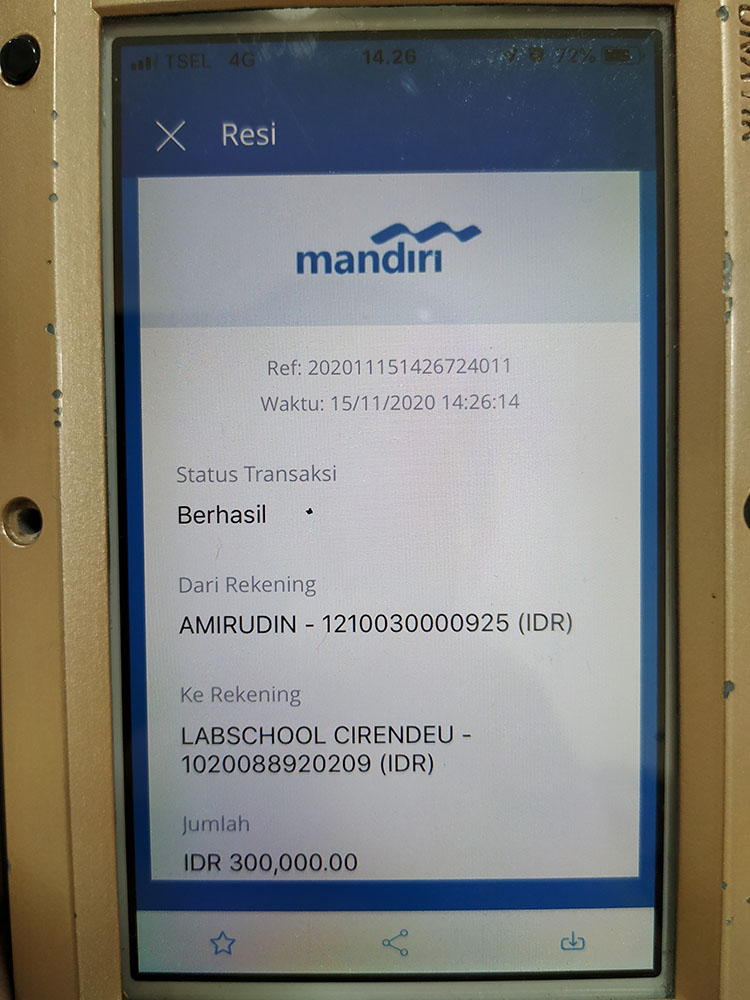 TSEL 4G 14.26 72%
Resi
mandırı
Ref: 202011151426724011
Waktu: 15/11/2020 14:26:14
Status Transaksi
Berhasil
Dari Rekening
AMIRUDIN - 1210030000925 (IDR)
Ke Rekening
LABSCHOOL CIRENDEU -
1020088920209 (IDR)
Jumlah
IDR 300,000.00